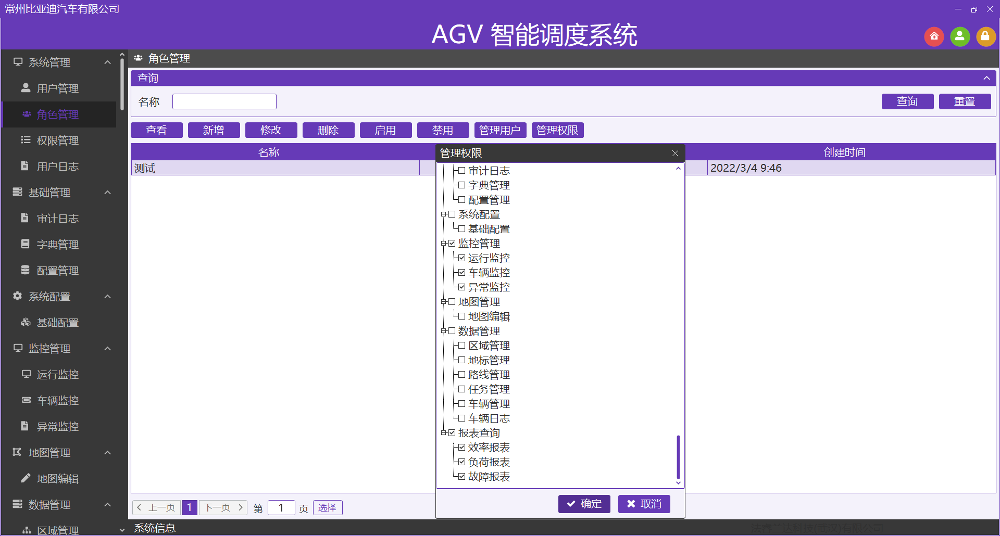 常州比亚迪汽车有限公司
AGV 智能调度系统
系统管理
用户管理
角色管理
权限管理
用户日志
基础管理
审计日志
字典管理
配置管理
系统配置
基础配置
监控管理
运行监控
车辆监控
异常监控
地图管理
地图编辑
数据管理
区域管理
角色管理
查询
名称
查询 重置
查看 新增 修改 删除 启用 禁用 管理用户 管理权限
名称 创建时间
测试 2022/3/4 9:46
管理权限
审计日志
字典管理
配置管理
系统配置
基础配置
监控管理
运行监控
车辆监控
异常监控
地图管理
地图编辑
数据管理
区域管理
地标管理
路线管理
任务管理
车辆管理
车辆日志
报表查询
效率报表
负荷报表
故障报表
确定 取消
上一页 1 下一页 第 1 页 选择
系统信息
法睿兰达科技(武汉)有限公司